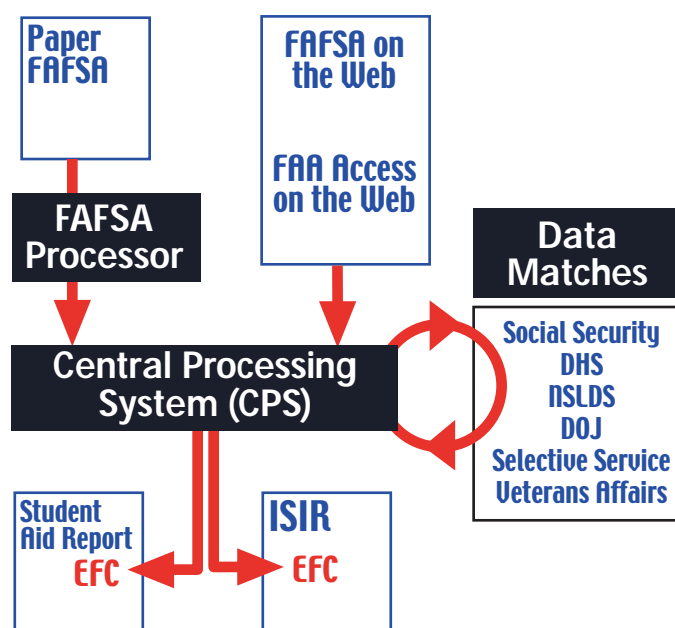 Paper
FAFSA
FAFSA on
the Web
FAA Access
on the Web
FAFSA
Processor
Data
Matches
Central Processing
System (CPS)
Social Security
DHS
NSLDS
DOJ
Selective Service
Veterans Affairs
Student
Aid Report
EFC
ISIR
EFC